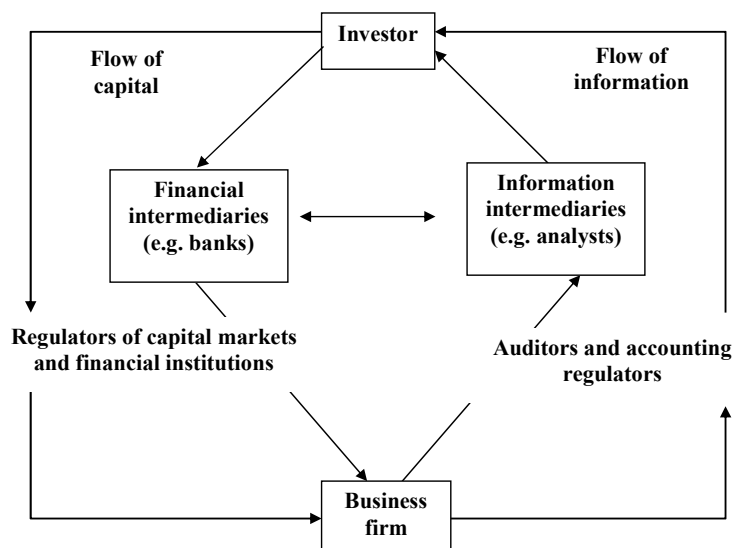 Investor
Flow of
capital
Flow of
information
Financial
intermediaries
(e.g. banks)
Information
intermediaries
(e.g. analysts)
Regulators of capital markets
and financial institutions
Auditors and accounting
regulators
Business
firm